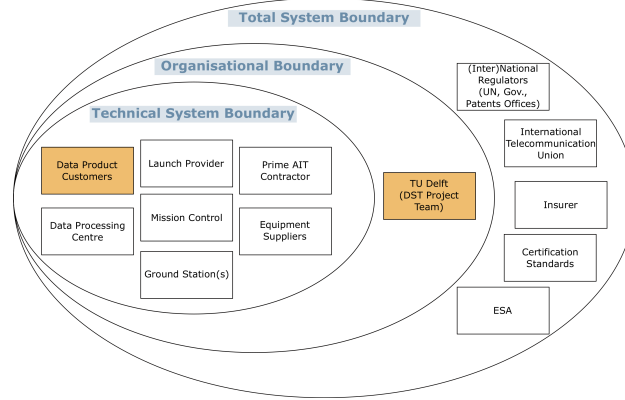 Total System Boundary
Organisational Boundary
Technical System Boundary
(Inter)National
Regulators
(UN, Gov.,
Patents Offices)
International
Telecommunication
Union
Data Product
Customers
Launch Provider
Prime AIT
Contractor
TU Delft
(DST Project
Team)
Insurer
Data Processing
Centre
Mission Control
Equipment
Suppliers
Certification
Standards
Ground Station(s)
ESA